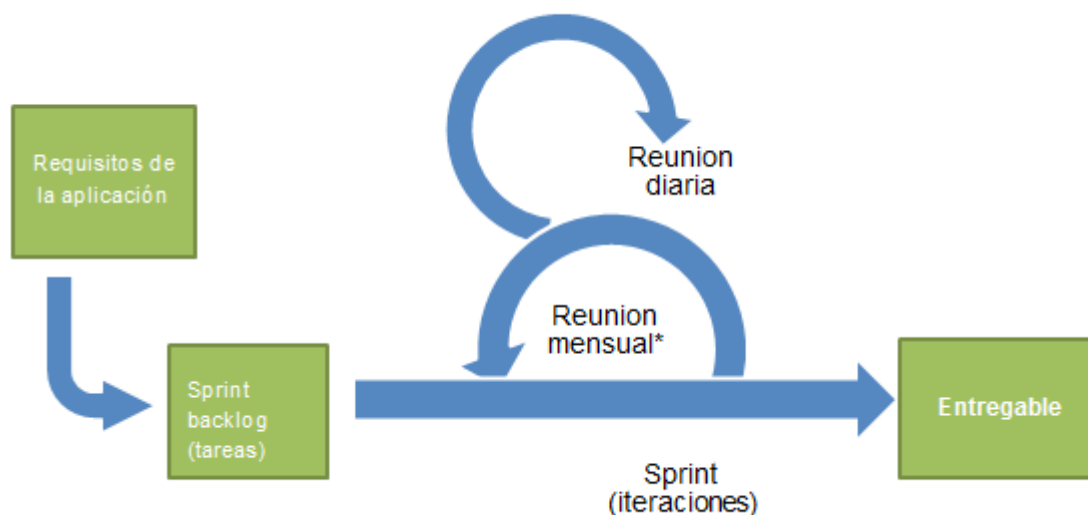 Requisitos de
la aplicación
Sprint
backlog
(tareas)
Reunion
diaria
Reunion
mensual*
Sprint
(iteraciones)
Entregable